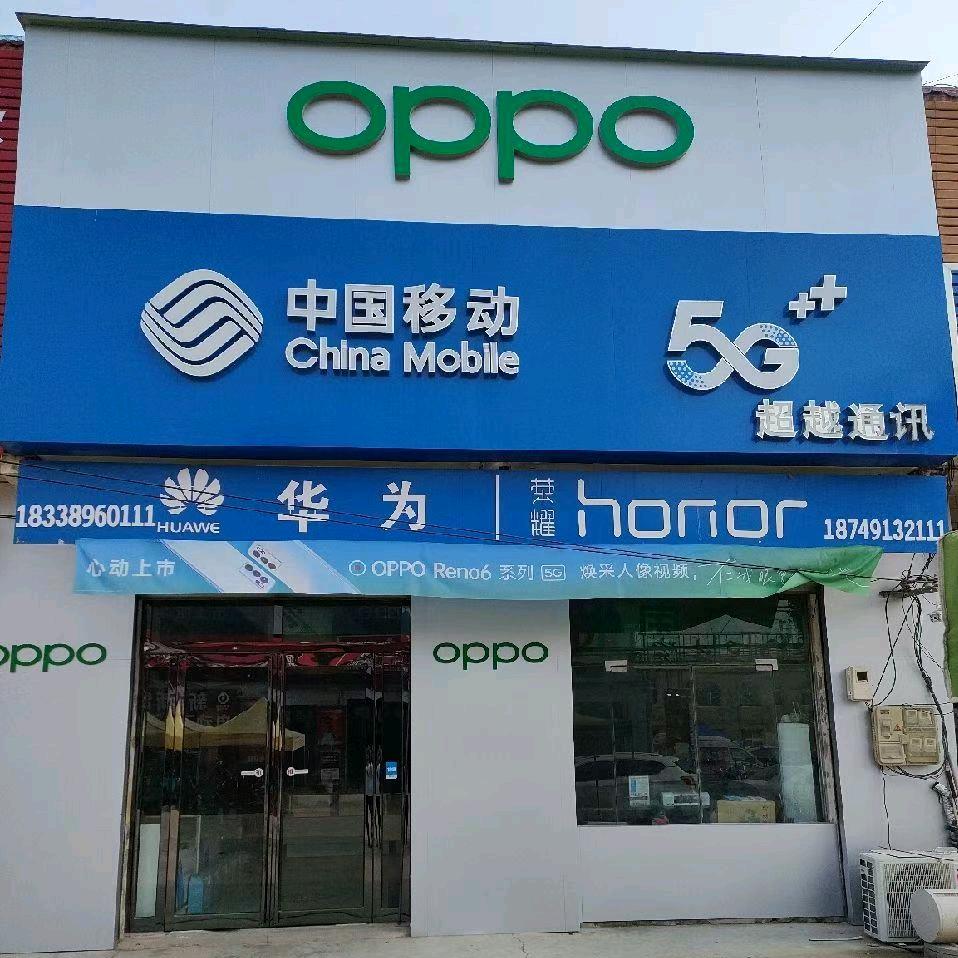 oppo
中国移动
China Mobile
5G++
超越通讯
18338960111
HUAWE
华为
荣耀
honor
18749132111
心动上市
OPPO Reno6 系列 5G 焕采人像视频,
oppo
oppo